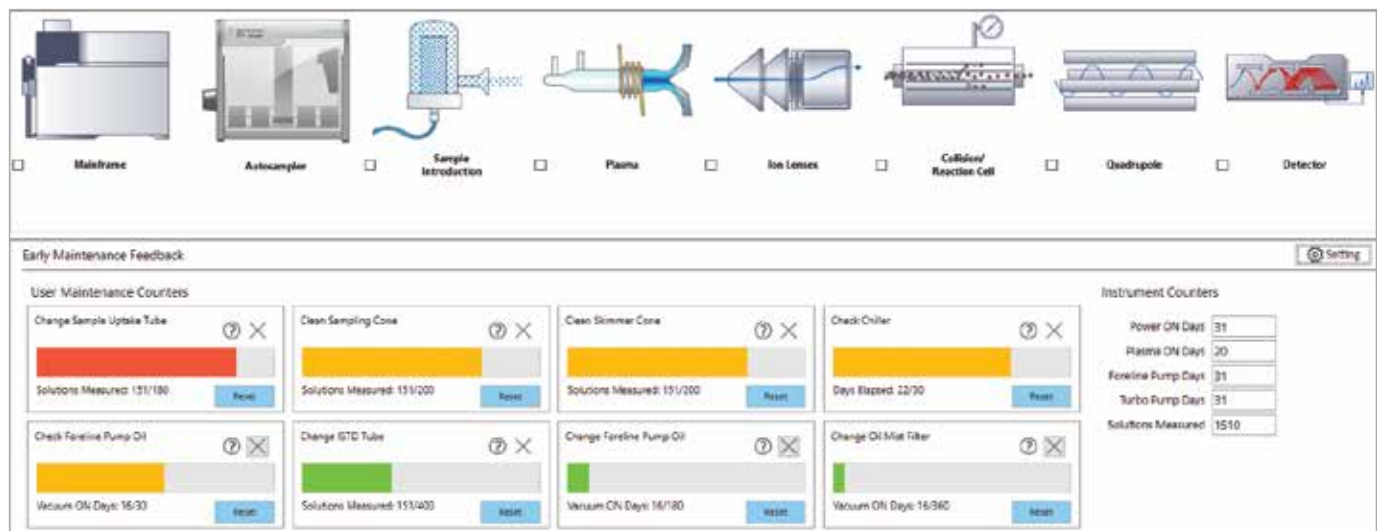 Mainframe
Autosampler
Sample
Introduction
Plasma
Ion Lenses
Collision/
Reaction Cell
Quadrupole
Detector
Early Maintenance Feedback
Setting
User Maintenance Counters
Instrument Counters
Change Sample Uptake Tube
Solutions Measured: 151/180
Reset
Clean Sampling Cone
Solutions Measured: 151/200
Reset
Clean Skimmer Cone
Solutions Measured: 151/200
Reset
Check Chiller
Days Elapsed: 22/30
Reset
Power ON Days 31
Plasma ON Days 20
Foreline Pump Days 31
Turbo Pump Days 31
Solutions Measured 1510
Check Foreline Pump Oil
Vacuum ON Days: 16/30
Reset
Change ISTD Tube
Solutions Measured: 151/400
Reset
Change Foreline Pump Oil
Vacuum ON Days: 16/180
Reset
Change Oil Mist Filter
Vacuum ON Days: 16/360
Reset